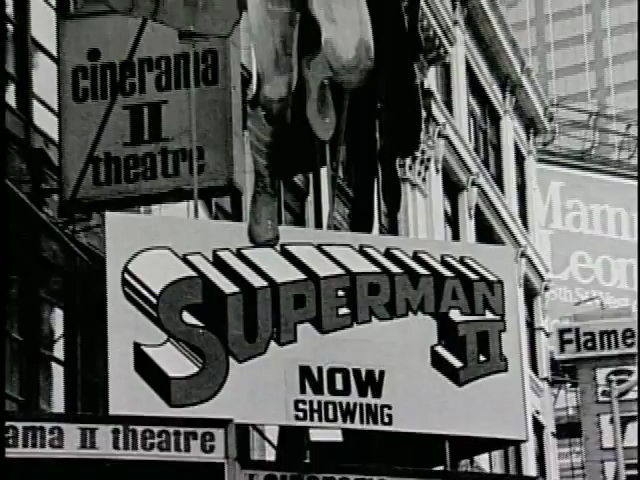 cinerama
II
theatre
SUPERMAN
II
NOW
SHOWING
Mam
Leon
Flame
ama II theatre